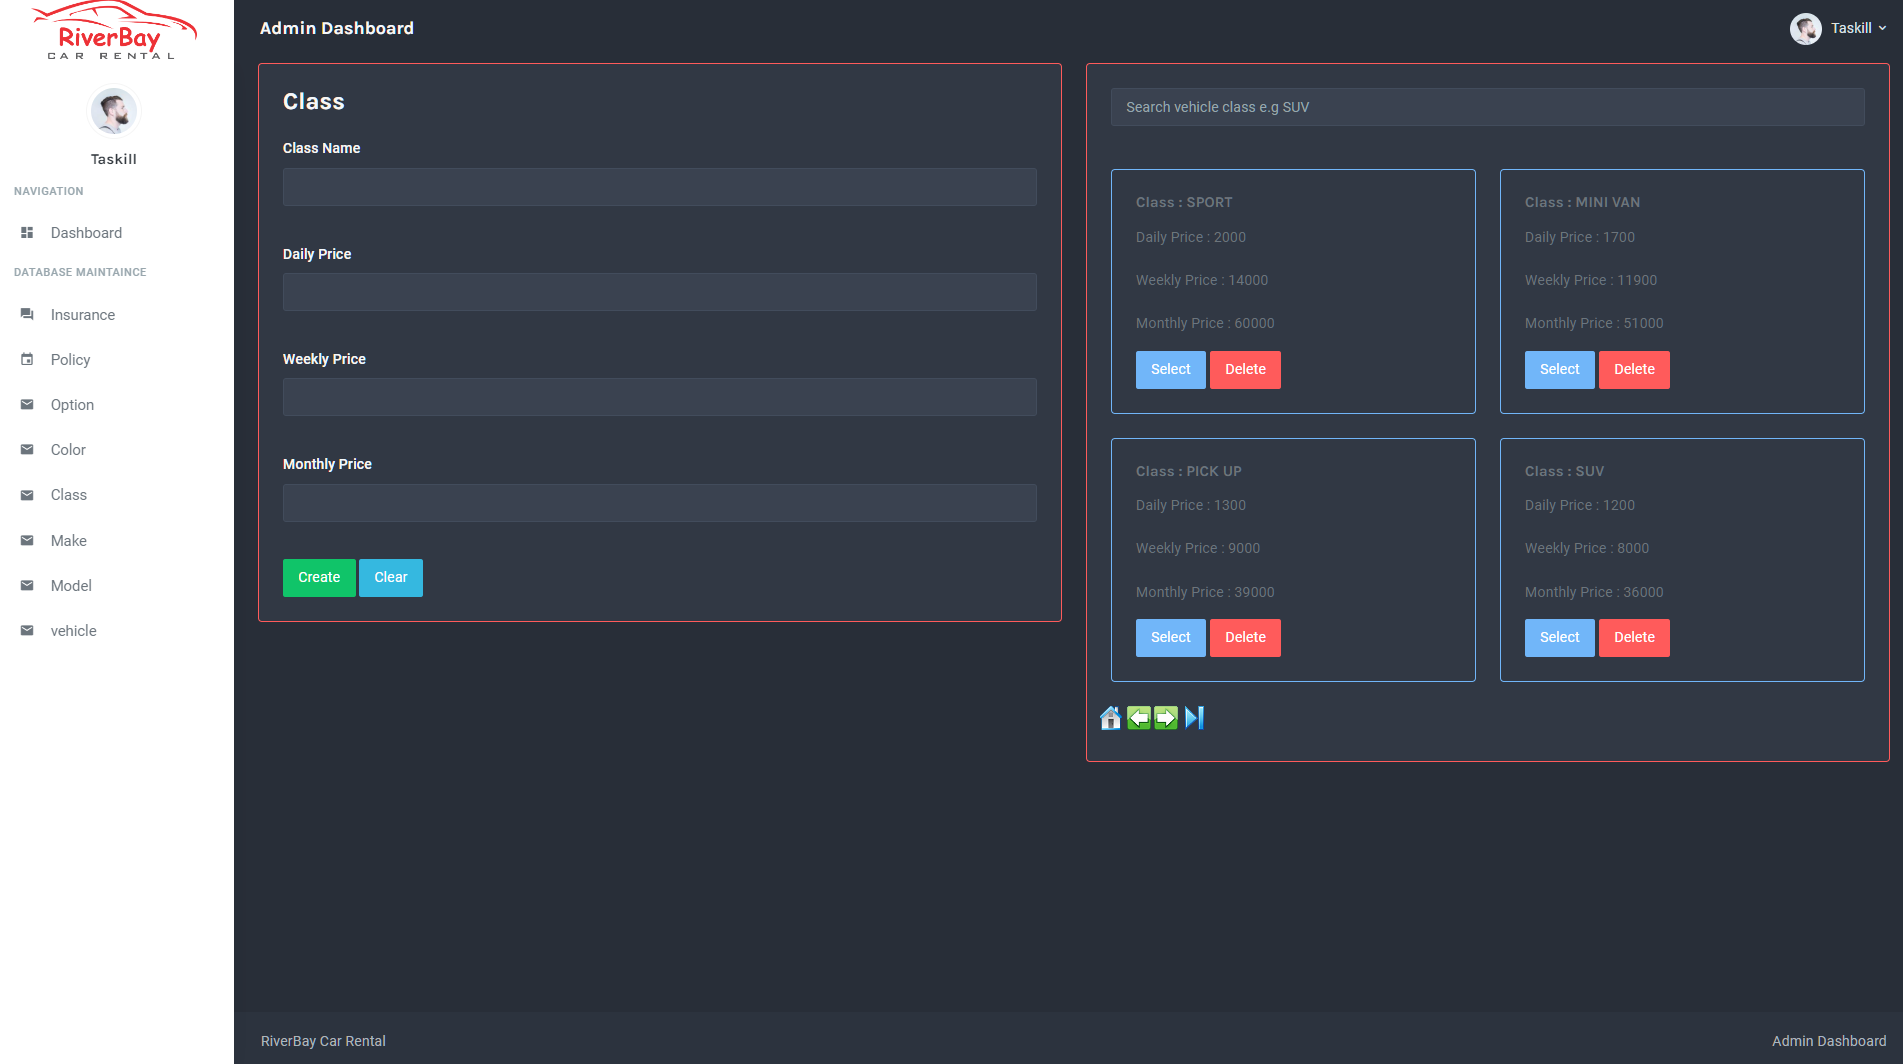 RiverBay
CAR RENTAL
Taskill
NAVIGATION
Dashboard
DATABASE MAINTAINCE
Insurance
Policy
Option
Color
Class
Make
Model
vehicle
Admin Dashboard
Taskill
Class
Class Name
Daily Price
Weekly Price
Monthly Price
Create Clear
Search vehicle class e.g SUV
Class : SPORT
Daily Price : 2000
Weekly Price : 14000
Monthly Price : 60000
Select Delete
Class : MINI VAN
Daily Price : 1700
Weekly Price : 11900
Monthly Price : 51000
Select Delete
Class : PICK UP
Daily Price : 1300
Weekly Price : 9000
Monthly Price : 39000
Select Delete
Class : SUV
Daily Price : 1200
Weekly Price : 8000
Monthly Price : 36000
Select Delete
RiverBay Car Rental
Admin Dashboard